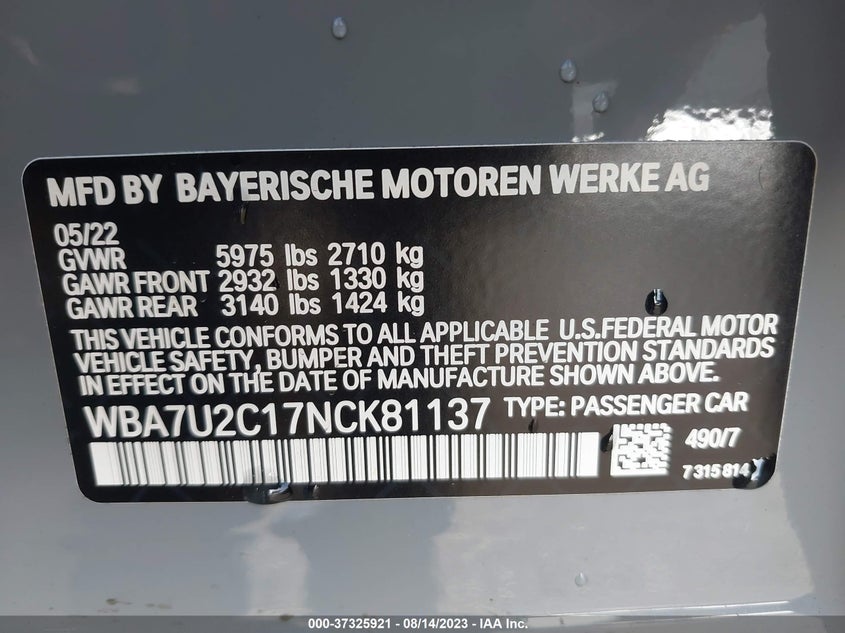 MFD BY BAYERISCHE MOTOREN WERKE AG
05/22
GVWR 5975 lbs 2710 kg
GAWR FRONT 2932 lbs 1330 kg
GAWR REAR 3140 lbs 1424 kg
THIS VEHICLE CONFORMS TO ALL APPLICABLE U.S.FEDERAL MOTOR
VEHICLE SAFETY, BUMPER AND THEFT PREVENTION STANDARDS
IN EFFECT ON THE DATE OF MANUFACTURE SHOWN ABOVE.
WBA7U2C17NCK81137 TYPE: PASSENGER CAR
490/7
7 315 814
000-37325921 - 08/14/2023 - © IAA Inc.